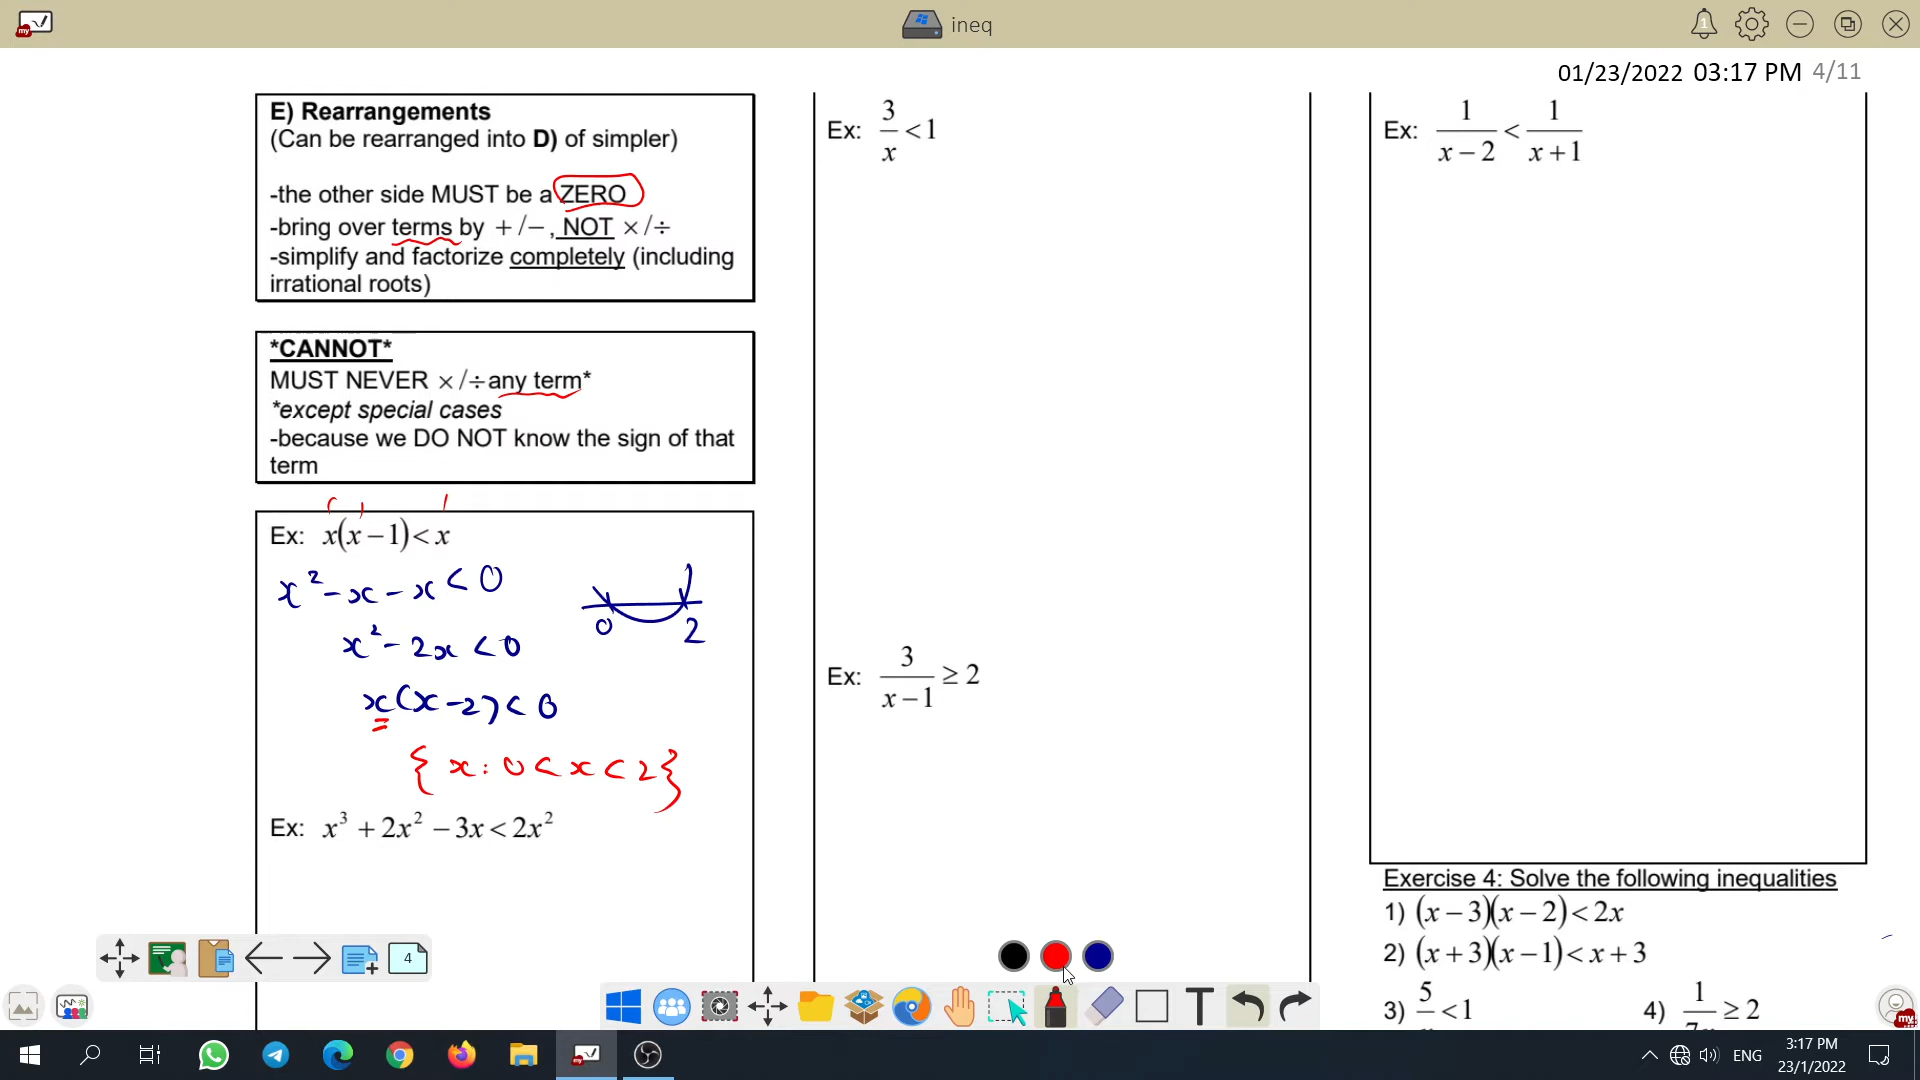 ineq
01/23/2022 03:17 PM 4/11
E) Rearrangements
(Can be rearranged into D) of simpler)
-the other side MUST be a ZERO
-bring over terms by +/−, NOT ×/÷
-simplify and factorize completely (including
irrational roots)
*CANNOT*
MUST NEVER ×/÷ any term*
*except special cases
-because we DO NOT know the sign of that
term
Ex: x(x−1)<x
x²-x-x<0
0 2
x²-2x<0
x(x-2)<0
{x: 0<x<2}
Ex: x³+2x²−3x<2x²
Ex: 3/x<1
Ex: 3/(x−1)≥2
Ex: 1/(x−2)<1/(x+1)
Exercise 4: Solve the following inequalities
1) (x−3)(x−2)<2x
2) (x+3)(x−1)<x+3
3) 5/x<1 4) 1/7x≥2
4
T
my
1
my
ENG
3:17 PM
23/1/2022